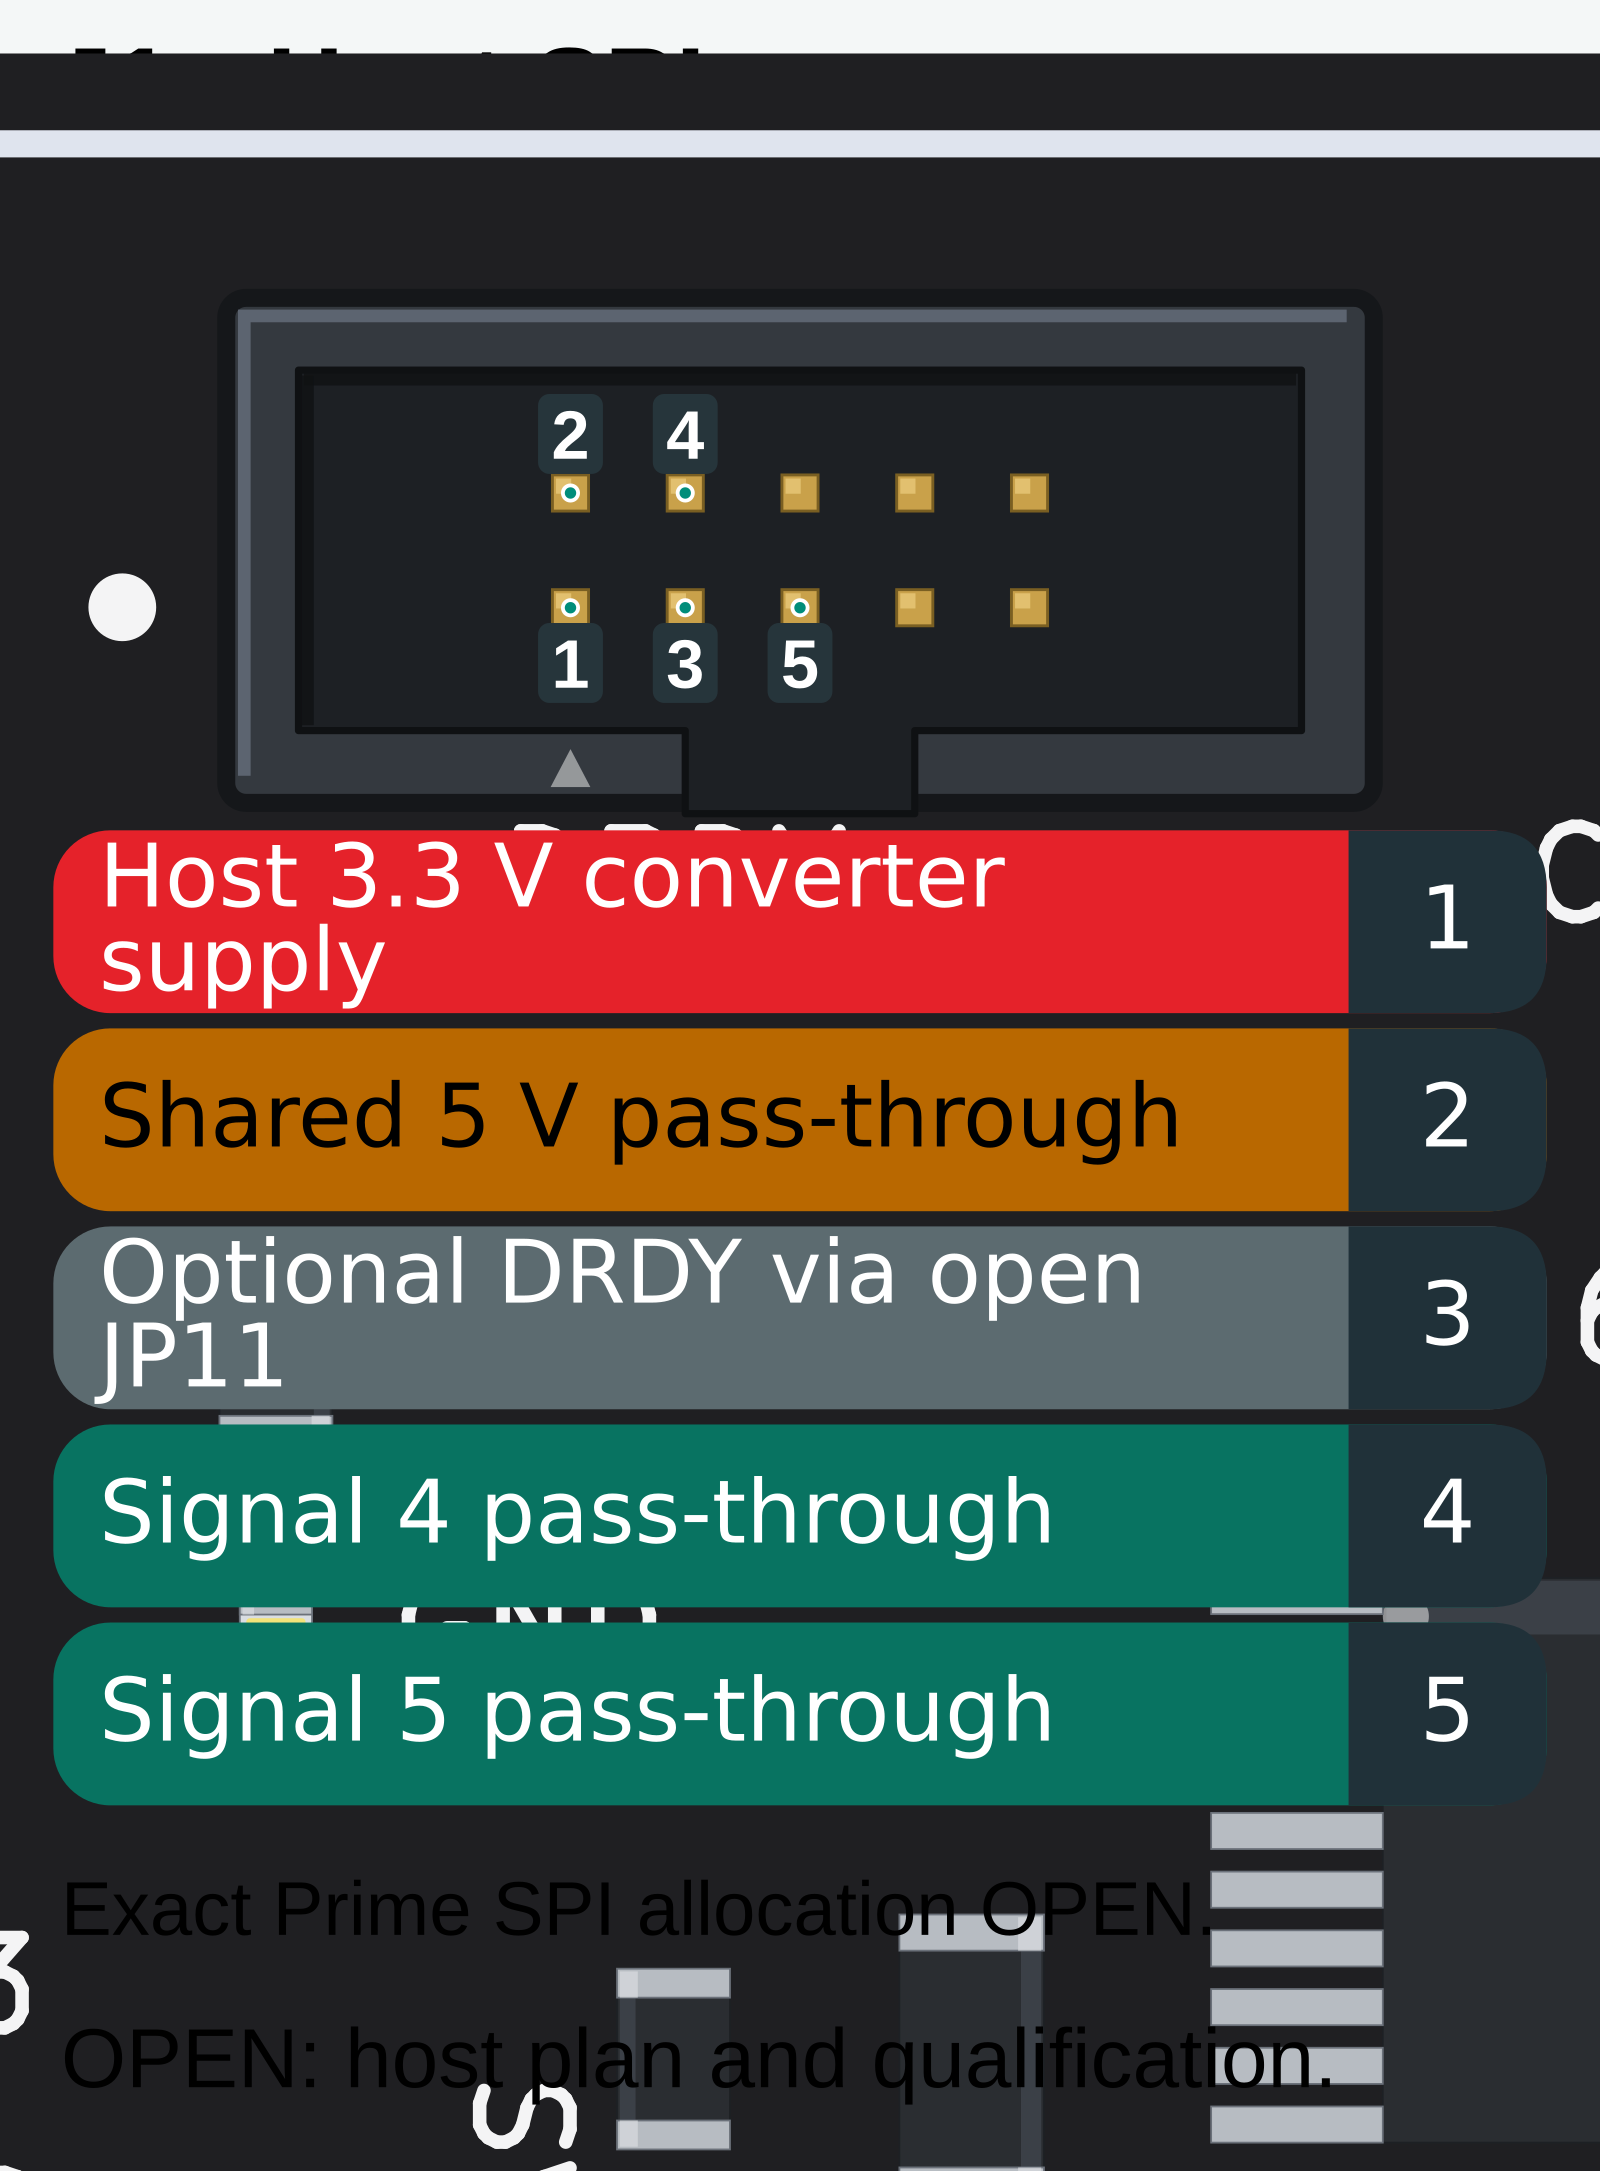 2 4
1 3 5
Host 3.3 V converter
supply
1
Shared 5 V pass-through
2
Optional DRDY via open
JP11
3
Signal 4 pass-through
4
Signal 5 pass-through
5
Exact Prime SPI allocation OPEN.
3
OPEN: host plan and qualification.
S